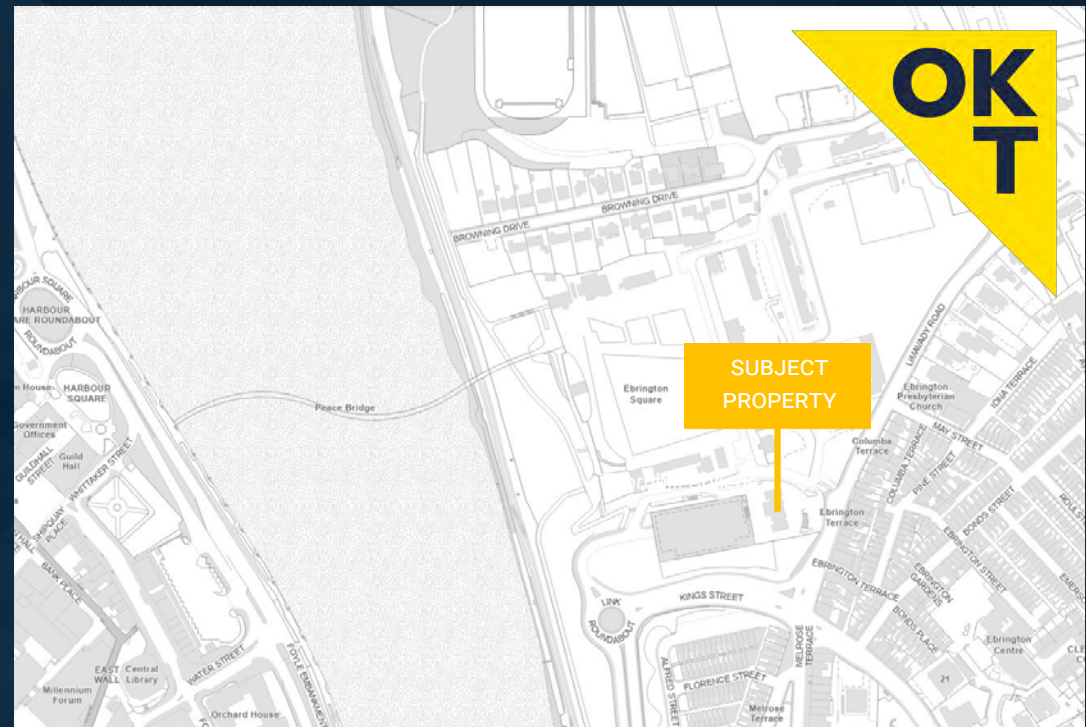 OK
T
BROWNING DRIVE
BROWNING DRIVE
HARBOUR
ROUNDABOUT
ROUNDABOUT
HARBOUR
SQUARE
Government
Offices
GUILDHALL
STREET
Guild
Hall
WHITTAKER STREET
SHIPQUAY
PLACE
BANK PLACE
Peace Bridge
Ebrington
Square
SUBJECT
PROPERTY
LIMAVADY ROAD
Ebrington
Presbyterian
Church
IONA TERRACE
MAY STREET
Columba
Terrace
COLUMBA TERRACE
PINE STREET
BONDS STREET
Ebrington
Terrace
EBRINGTON TERRACE
EBRINGTON STREET
EBRINGTON
GARDENS
BONDS PLACE
Ebrington
Centre
21
LINK
ROUNDABOUT
KINGS STREET
MELROSE
TERRACE
ALFRED STREET
FLORENCE STREET
Melrose
Terrace
EAST
WALL
Central
Library
WATER STREET
FOYLE EMBANKMENT
Millennium
Forum
Orchard House